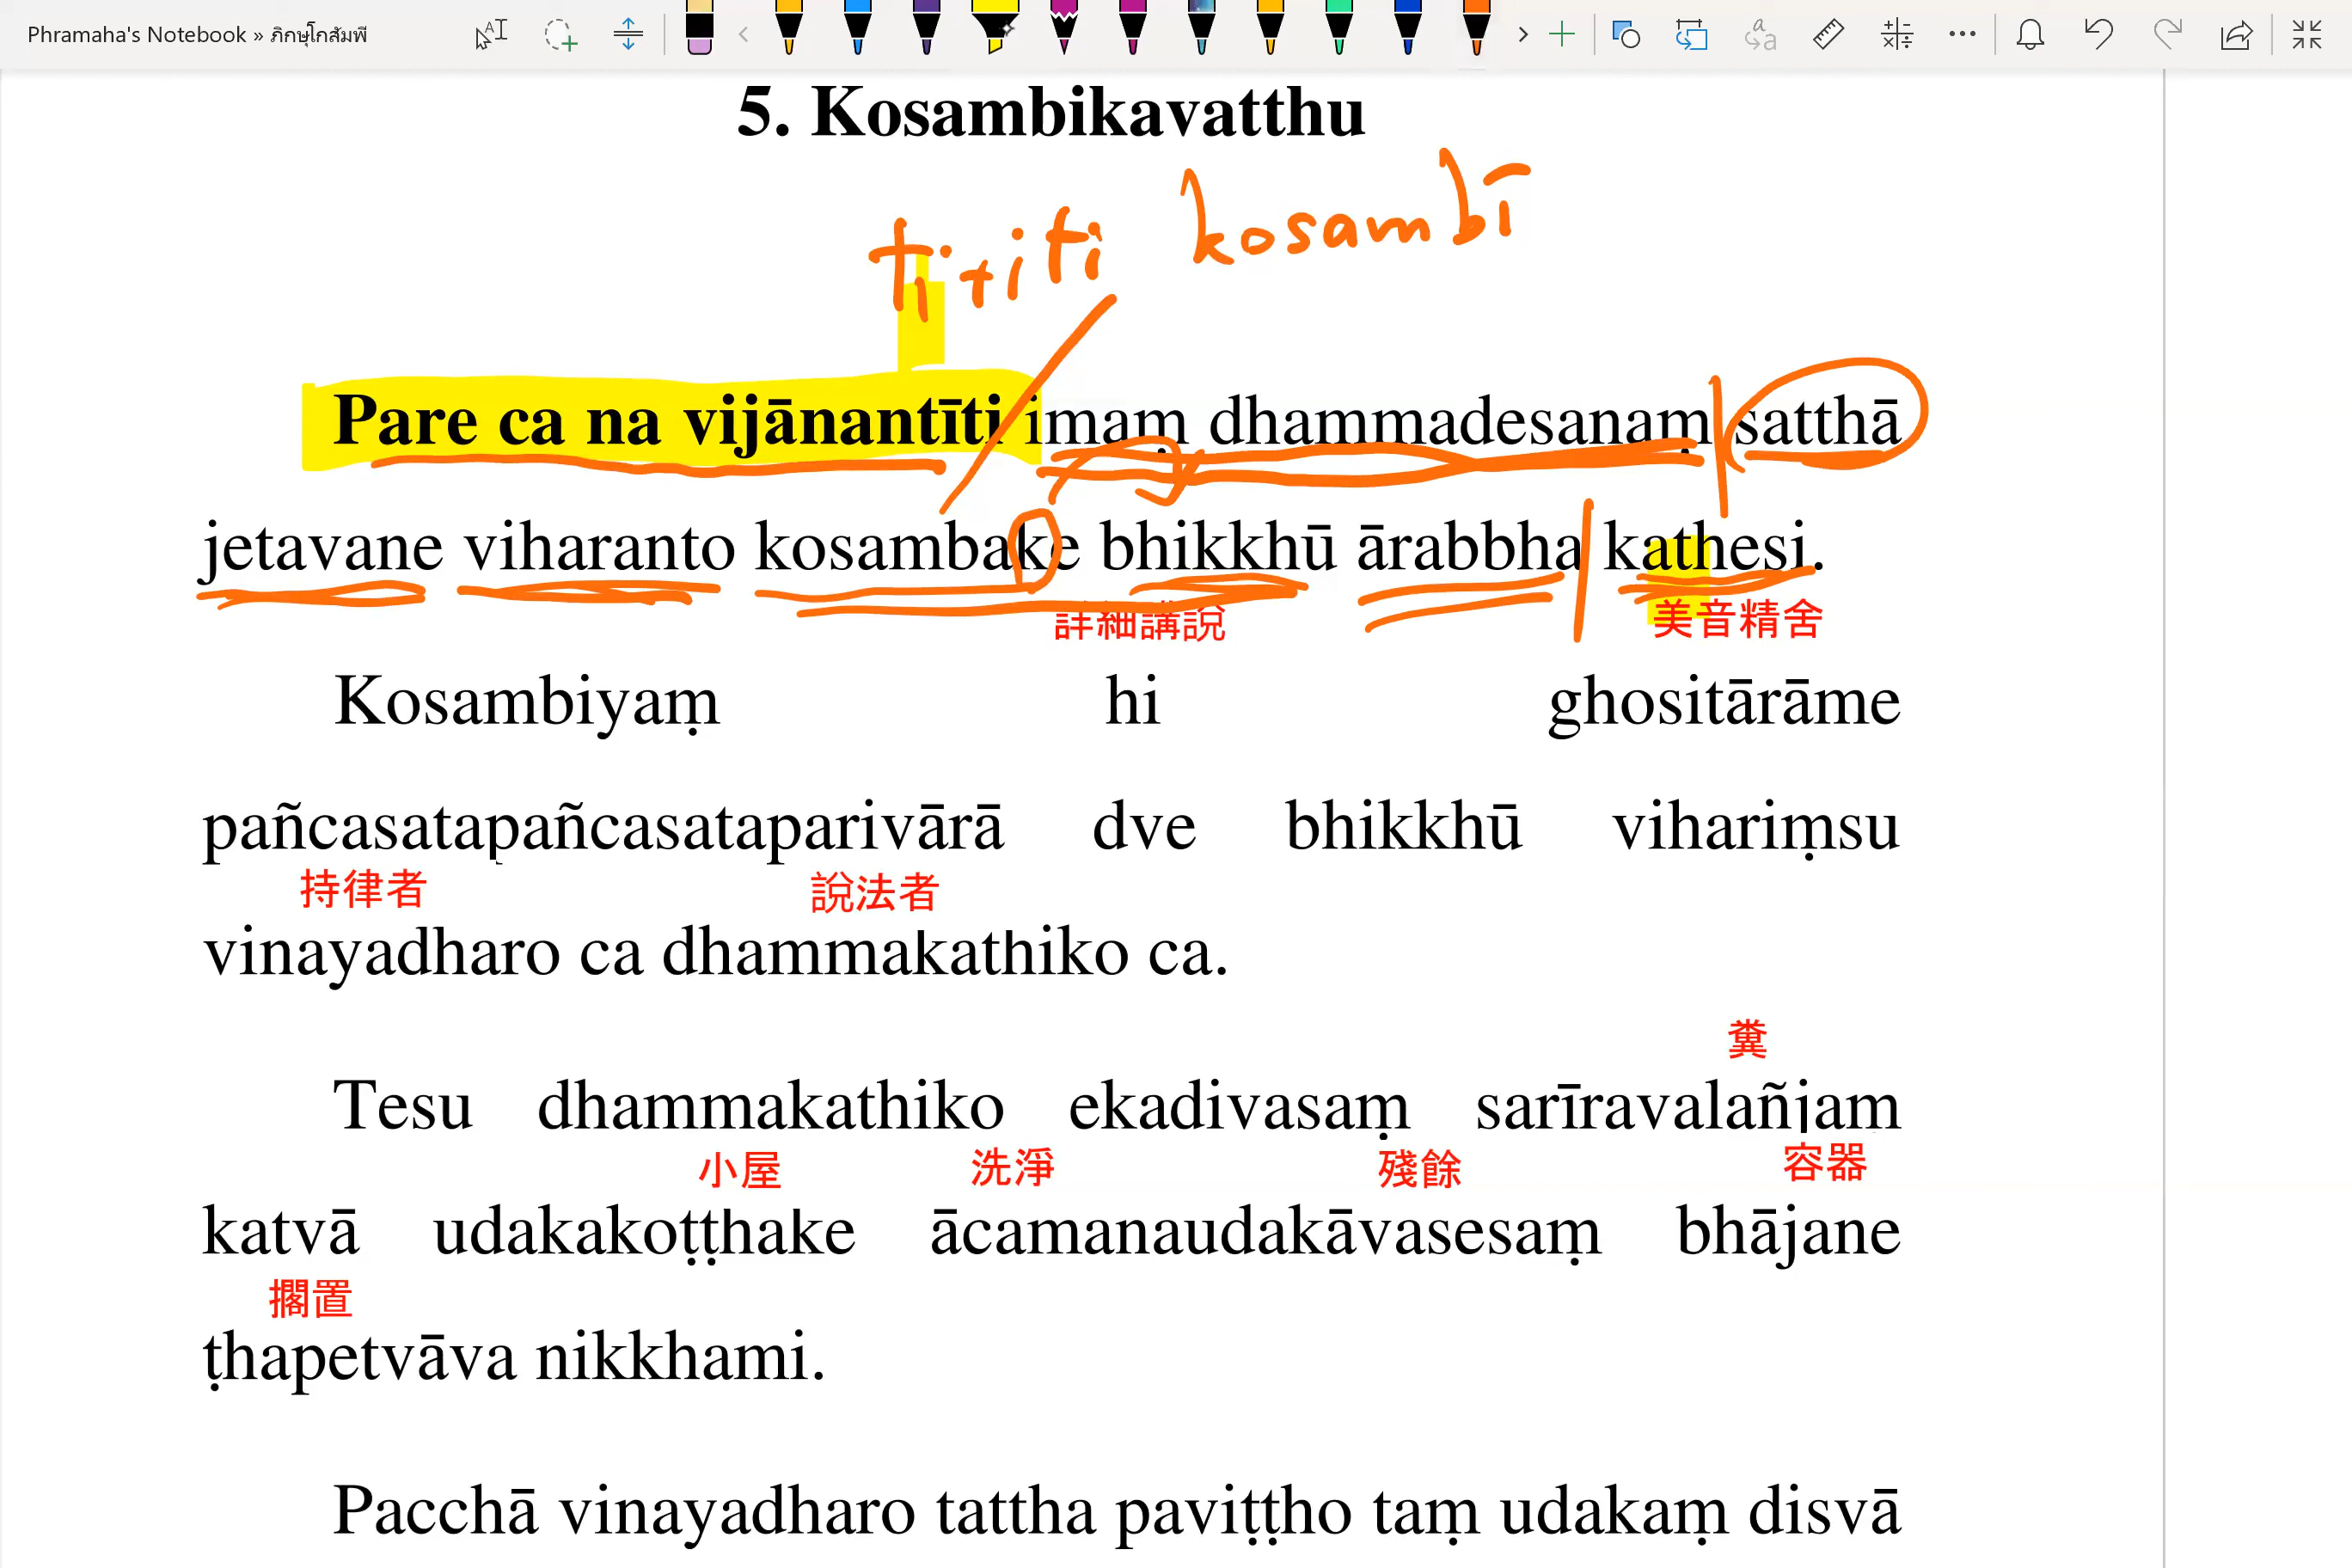 Phramaha's Notebook » ภิกษุโกสัมพี
5. Kosambikavatthu
kosambī
Pare ca na vijānantīti imaṃ dhammadesanaṃ satthā
jetavane viharanto kosambake bhikkhū ārabbha kathesi.
詳細講說 美音精舍
Kosambiyaṃ hi ghositārāme
pañcasatapañcasataparivārā dve bhikkhū vihariṃsu
持律者 說法者
vinayadharo ca dhammakathiko ca.
糞
Tesu dhammakathiko ekadivasaṃ sarīravalañjam
小屋 洗淨 殘餘 容器
katvā udakakoṭṭhake ācamanaudakāvasesaṃ bhājane
擱置
ṭhapetvāva nikkhami.
Pacchā vinayadharo tattha paviṭṭho taṃ udakaṃ disvā